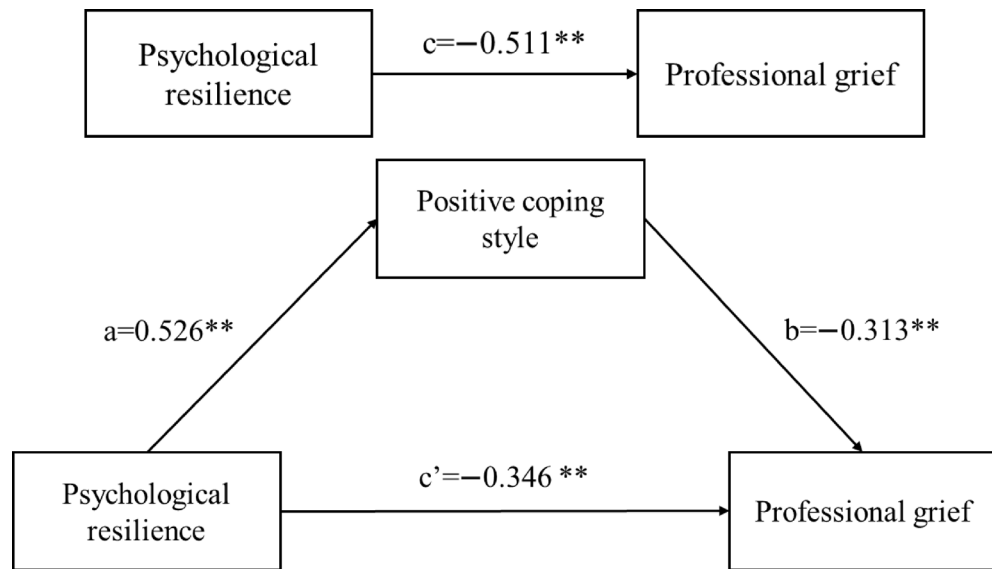 Psychological
resilience
c=−0.511**
Professional grief
Positive coping
style
a=0.526**
b=−0.313**
Psychological
resilience
c’=−0.346 **
Professional grief